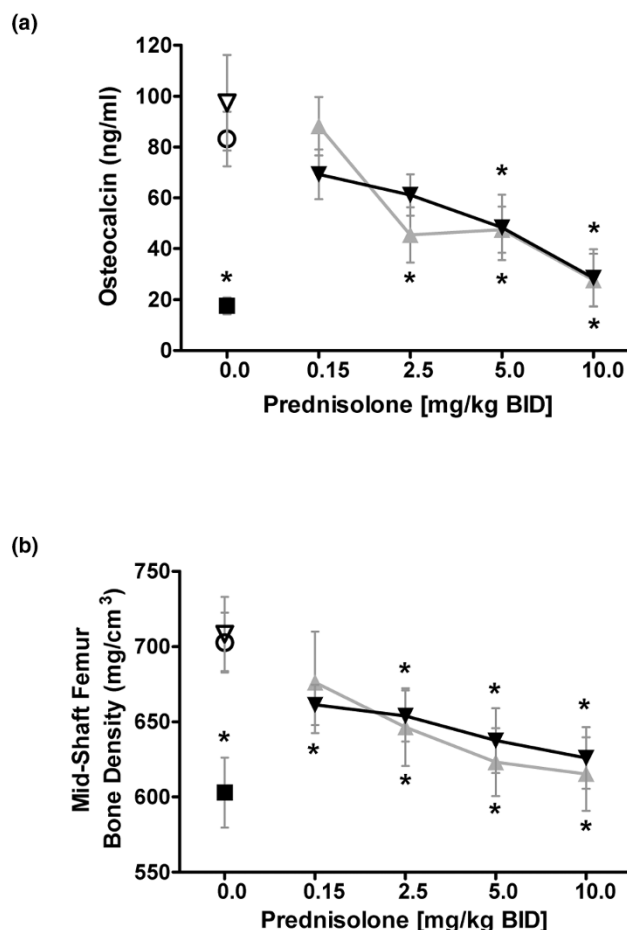 (a)
120
100
80
60
40
20
0
Osteocalcin (ng/ml)
*
*
*
*
*
*
0.0 0.15 2.5 5.0 10.0
Prednisolone [mg/kg BID]
(b)
750
700
650
600
550
Mid-Shaft Femur
Bone Density (mg/cm³)
*
*
*
*
*
*
*
*
0.0 0.15 2.5 5.0 10.0
Prednisolone [mg/kg BID]